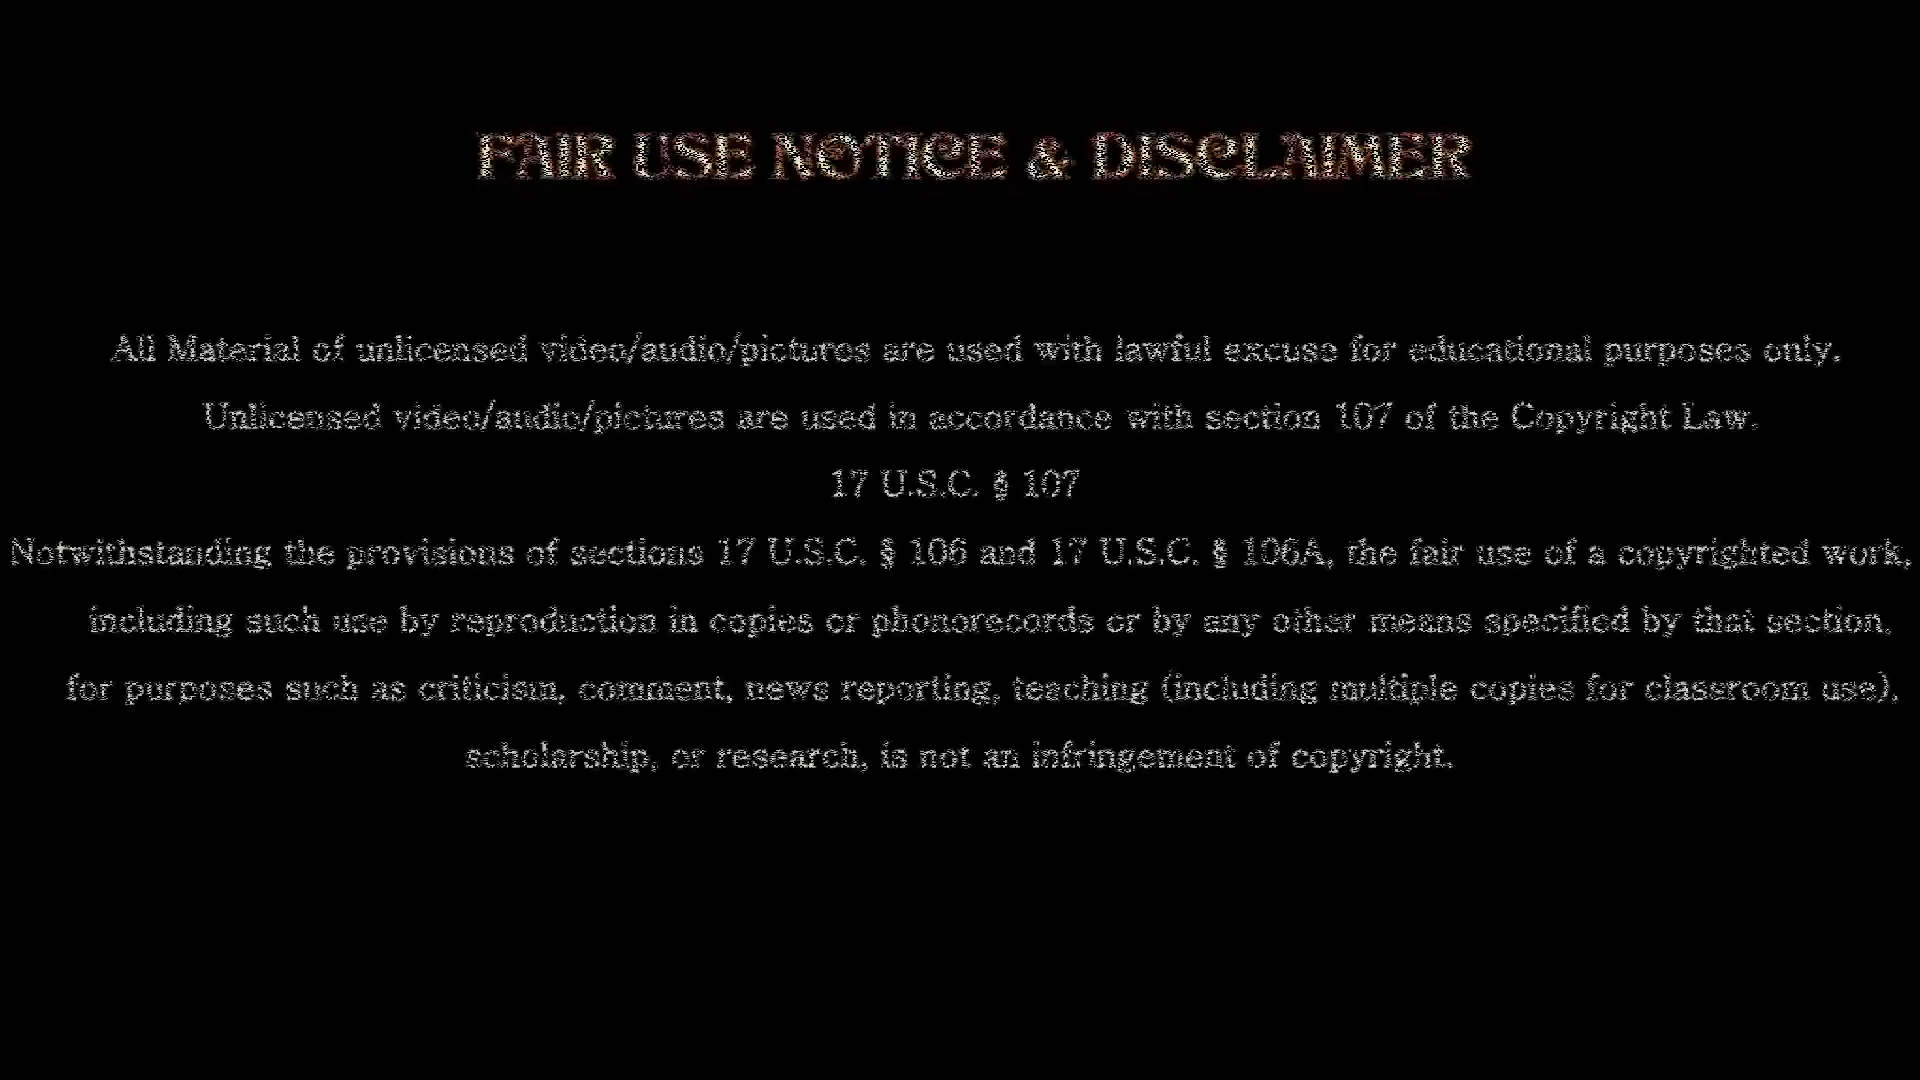 FAIR USE NOTICE & DISCLAIMER
All Material of unlicensed video/audio/pictures are used with lawful excuse for educational purposes only.
Unlicensed video/audio/pictures are used in accordance with section 107 of the Copyright Law.
17 U.S.C. § 107
Notwithstanding the provisions of sections 17 U.S.C. § 106 and 17 U.S.C. § 106A, the fair use of a copyrighted work,
including such use by reproduction in copies or phonorecords or by any other means specified by that section,
for purposes such as criticism, comment, news reporting, teaching (including multiple copies for classroom use),
scholarship, or research, is not an infringement of copyright.